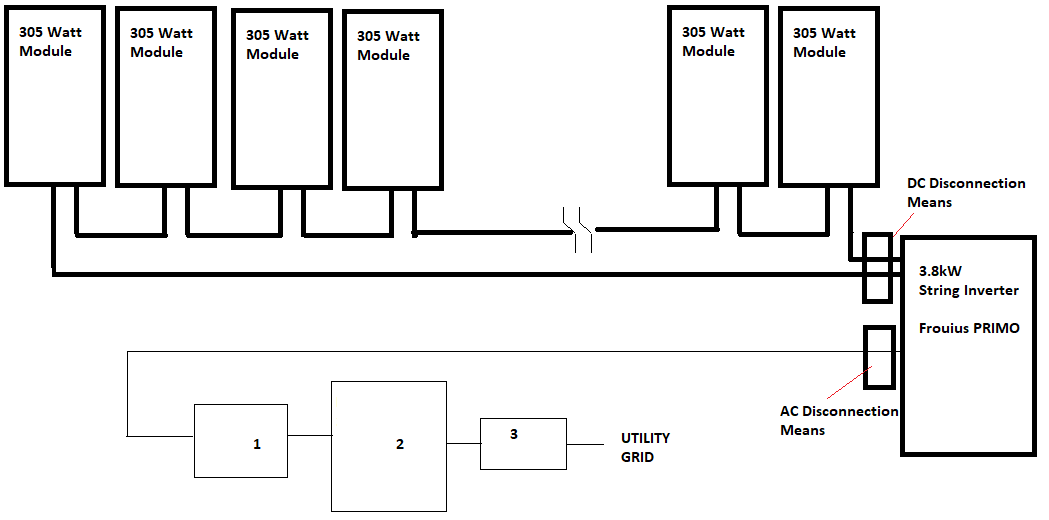 305 Watt
Module
305 Watt
Module
305 Watt
Module
305 Watt
Module
305 Watt
Module
305 Watt
Module
DC Disconnection
Means
3.8kW
String Inverter
Frouius PRIMO
AC Disconnection
Means
1
2
3
UTILITY
GRID